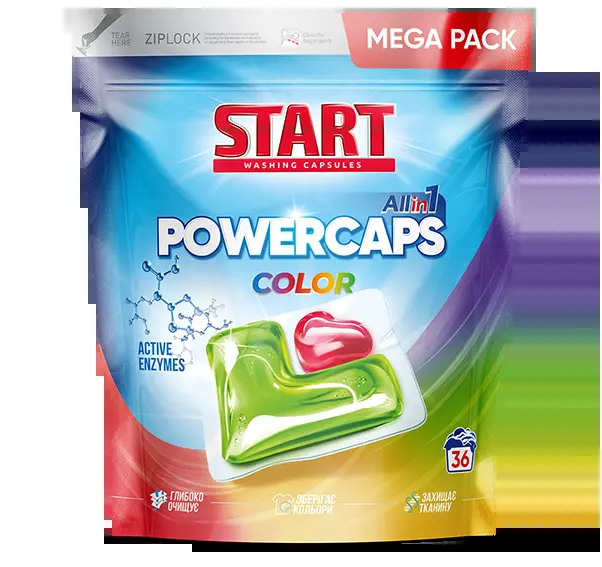 TEAR
HERE
ZIPLOCK
MEGA PACK
START
WASHING CAPSULES
All in 1
POWERCAPS
COLOR
ACTIVE
ENZYMES
36
ГЛИБОКО
ОЧИЩУЄ
ЗБЕРІГАЄ
КОЛЬОРИ
ЗАХИЩАЄ
ТКАНИНУ